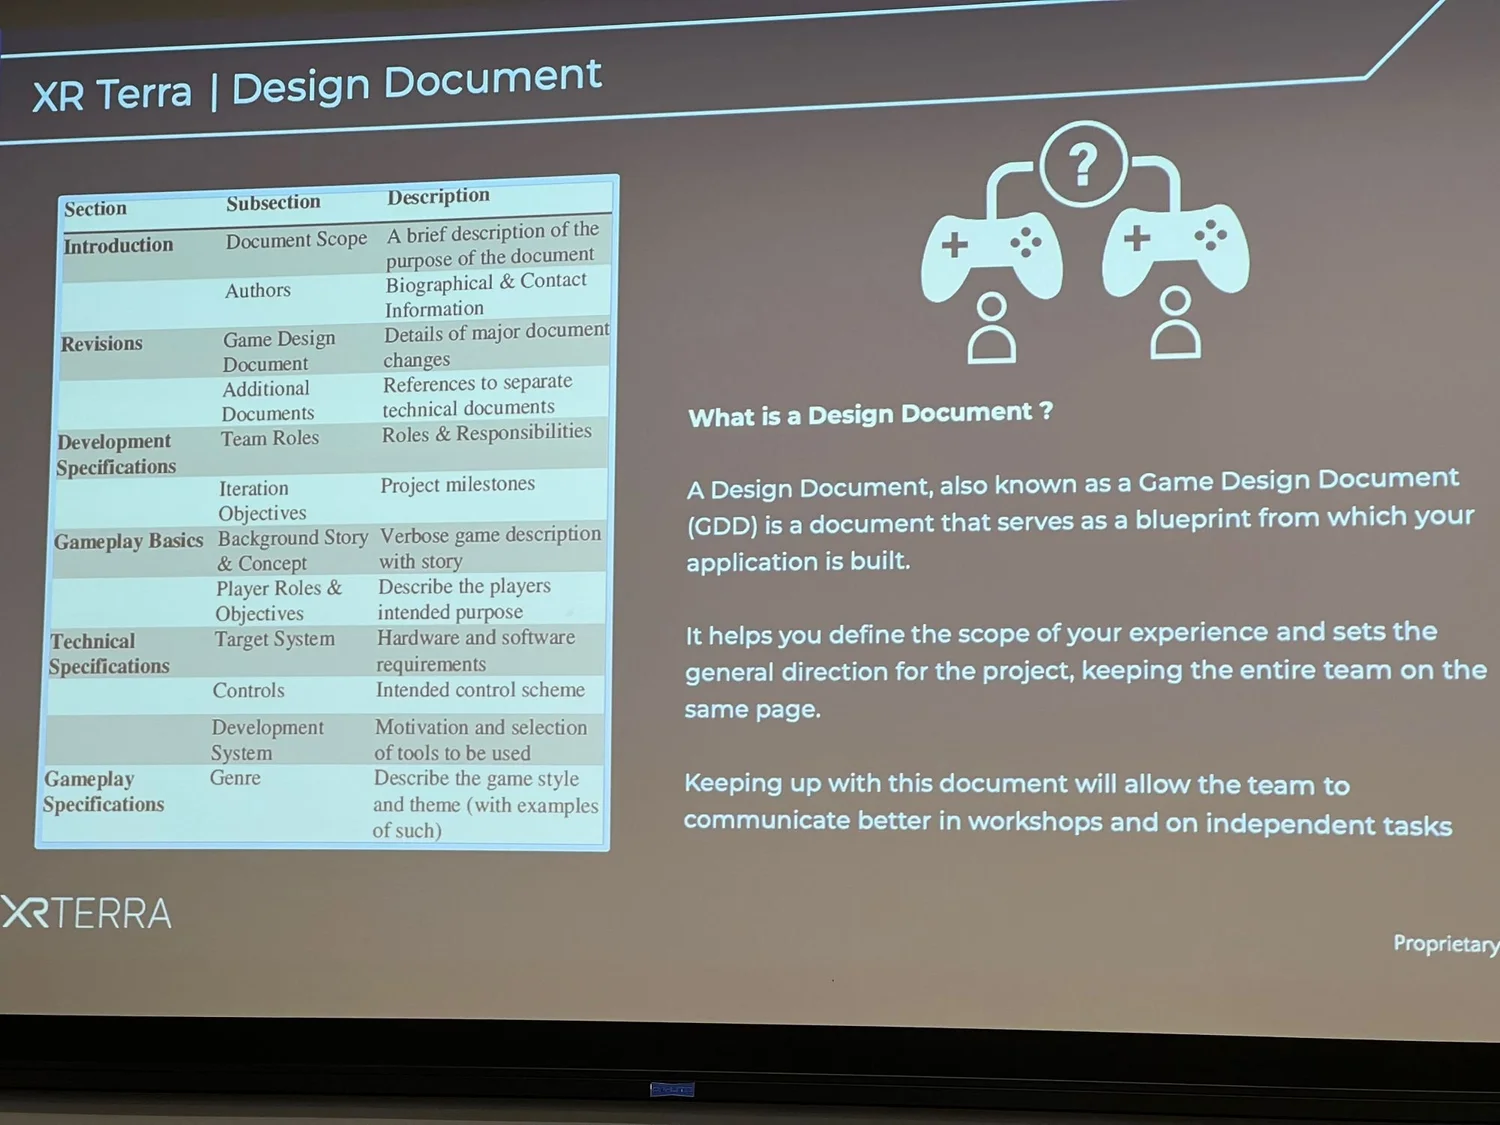 XR Terra | Design Document
?
Section Subsection Description
Introduction Document Scope A brief description of the
purpose of the document
Authors Biographical & Contact
Information
Revisions Game Design Details of major document
Document changes
Additional References to separate
Documents technical documents
Development Team Roles Roles & Responsibilities
Specifications
Iteration Project milestones
Objectives
Gameplay Basics Background Story Verbose game description
& Concept with story
Player Roles & Describe the players
Objectives intended purpose
Technical Target System Hardware and software
Specifications requirements
Controls Intended control scheme
Development Motivation and selection
System of tools to be used
Gameplay Genre Describe the game style
Specifications and theme (with examples
of such)
What is a Design Document ?
A Design Document, also known as a Game Design Document
(GDD) is a document that serves as a blueprint from which your
application is built.
It helps you define the scope of your experience and sets the
general direction for the project, keeping the entire team on the
same page.
Keeping up with this document will allow the team to
communicate better in workshops and on independent tasks
XRTERRA
Proprietary